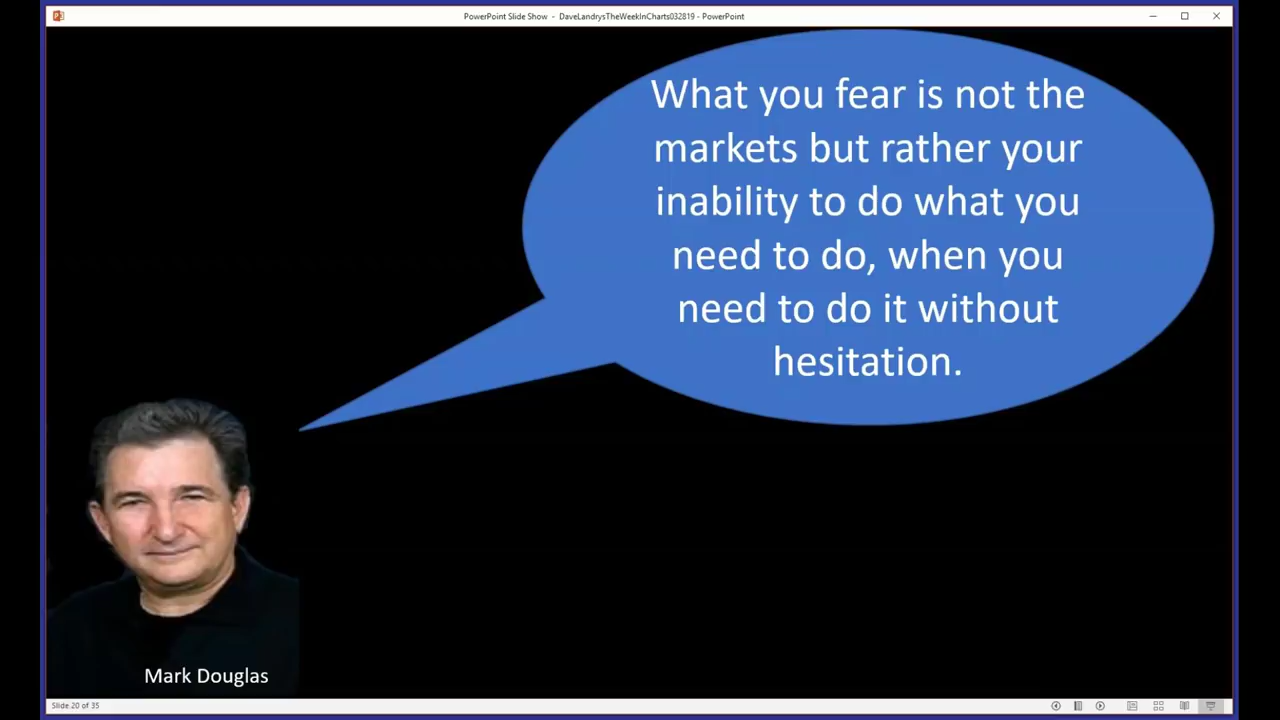 PowerPoint Slide Show - DaveLandrysTheWeekInCharts032819 - PowerPoint
What you fear is not the
markets but rather your
inability to do what you
need to do, when you
need to do it without
hesitation.
Mark Douglas
Slide 20 of 35